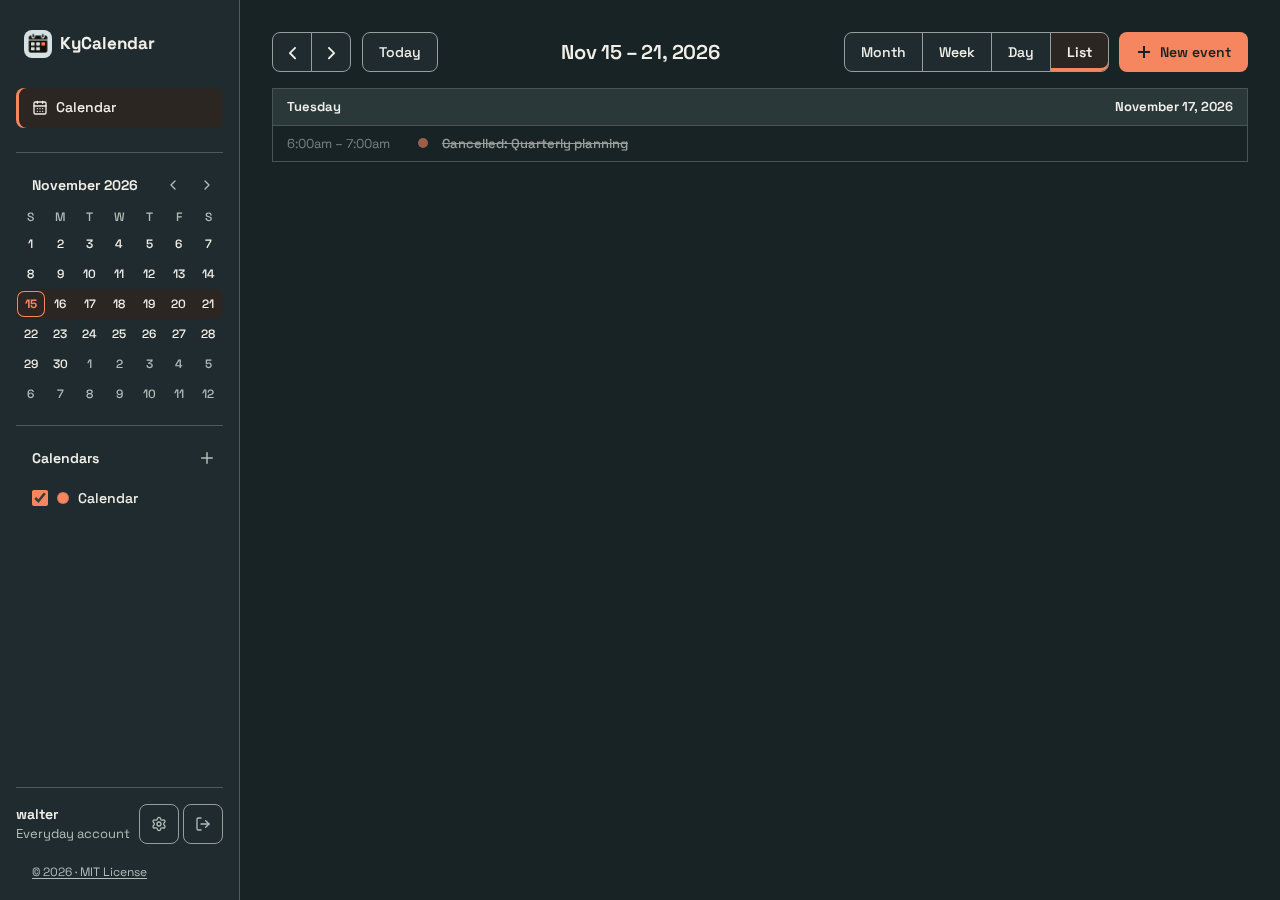 KyCalendar
Calendar
November 2026
S M T W T F S
1 2 3 4 5 6 7
8 9 10 11 12 13 14
15 16 17 18 19 20 21
22 23 24 25 26 27 28
29 30 1 2 3 4 5
6 7 8 9 10 11 12
Calendars
Calendar
walter
Everyday account
© 2026 · MIT License
Today
Nov 15 – 21, 2026
Month Week Day List
New event
Tuesday November 17, 2026
6:00am – 7:00am Cancelled: Quarterly planning